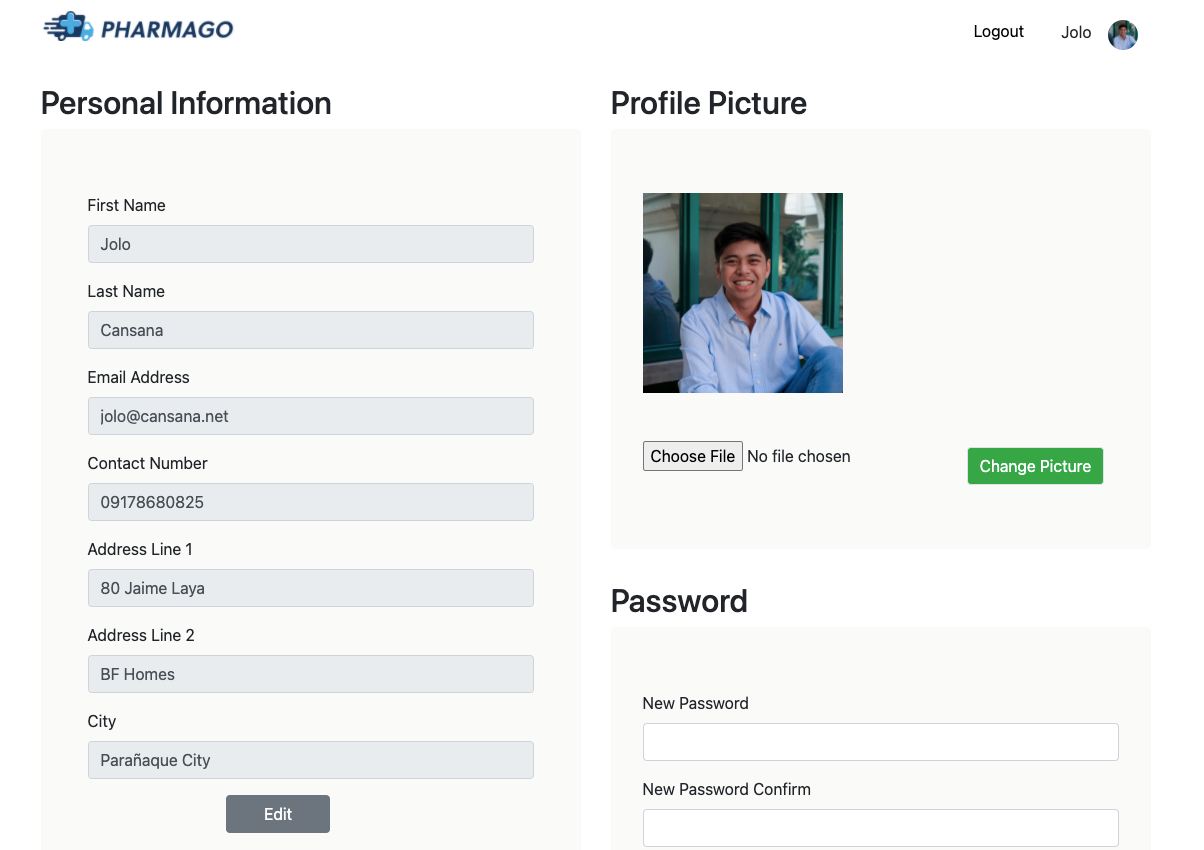 PHARMAGO
Logout
Jolo
Personal Information
First Name
Jolo
Last Name
Cansana
Email Address
jolo@cansana.net
Contact Number
09178680825
Address Line 1
80 Jaime Laya
Address Line 2
BF Homes
City
Parañaque City
Edit
Profile Picture
Choose File No file chosen
Change Picture
Password
New Password
New Password Confirm